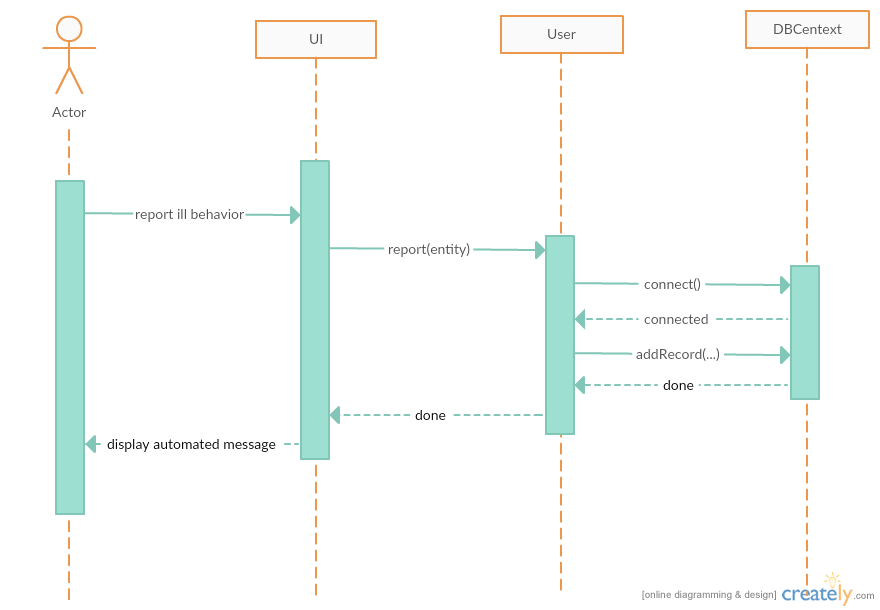 Actor
UI
User
DBCentext
report ill behavior
report(entity)
connect()
connected
addRecord(...)
done
done
display automated message
[online diagramming & design] creately.com